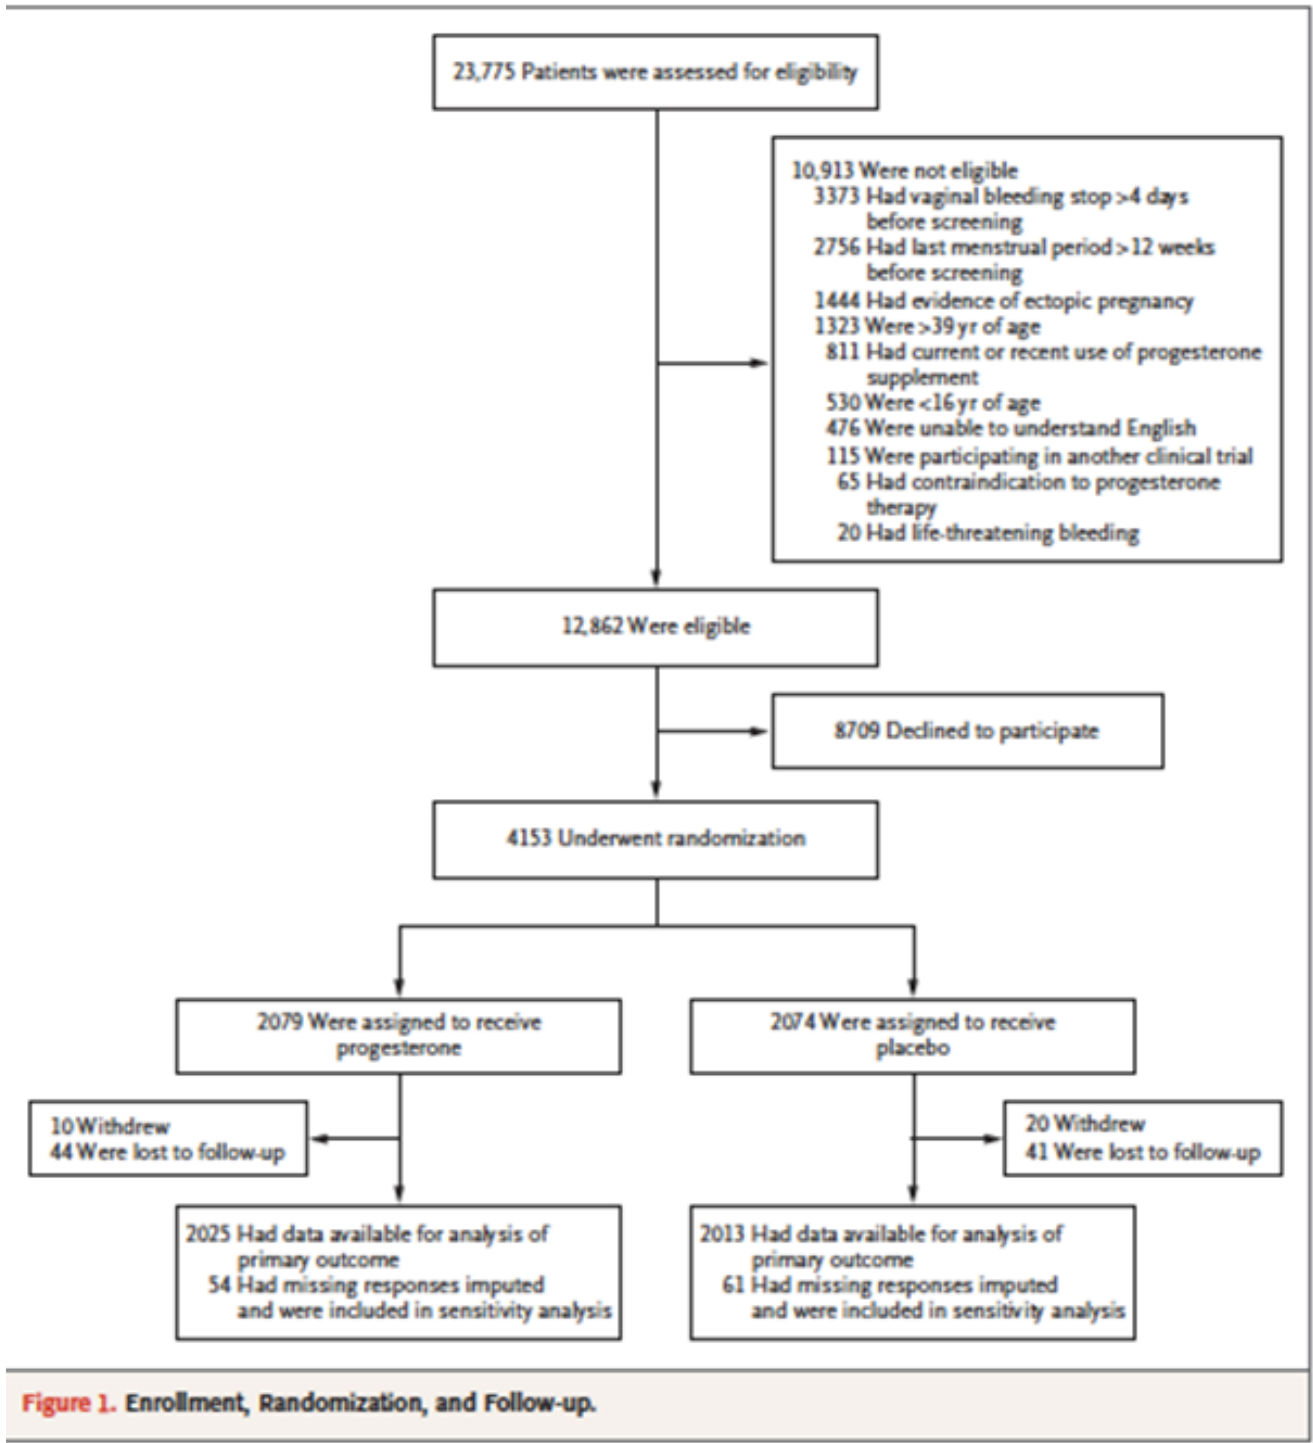 23,775 Patients were assessed for eligibility
10,913 Were not eligible
3373 Had vaginal bleeding stop >4 days
before screening
2756 Had last menstrual period >12 weeks
before screening
1444 Had evidence of ectopic pregnancy
1323 Were >39 yr of age
811 Had current or recent use of progesterone
supplement
530 Were <16 yr of age
476 Were unable to understand English
115 Were participating in another clinical trial
65 Had contraindication to progesterone
therapy
20 Had life-threatening bleeding
12,862 Were eligible
8709 Declined to participate
4153 Underwent randomization
2079 Were assigned to receive
progesterone
2074 Were assigned to receive
placebo
10 Withdrew
44 Were lost to follow-up
20 Withdrew
41 Were lost to follow-up
2025 Had data available for analysis of
primary outcome
54 Had missing responses imputed
and were included in sensitivity analysis
2013 Had data available for analysis of
primary outcome
61 Had missing responses imputed
and were included in sensitivity analysis
Figure 1. Enrollment, Randomization, and Follow-up.